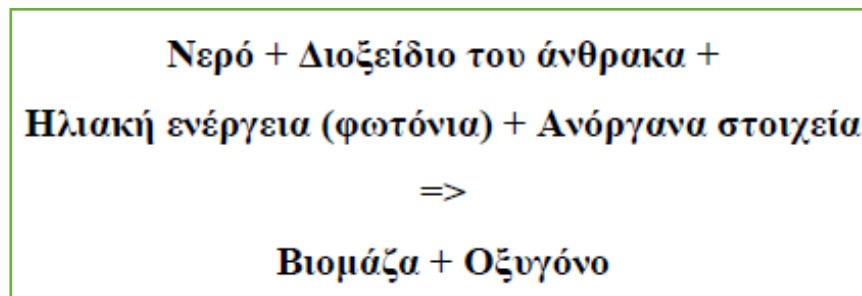 Νερό + Διοξείδιο του άνθρακα +
Ηλιακή ενέργεια (φωτόνια) + Ανόργανα στοιχεία
=>
Βιομάζα + Οξυγόνο